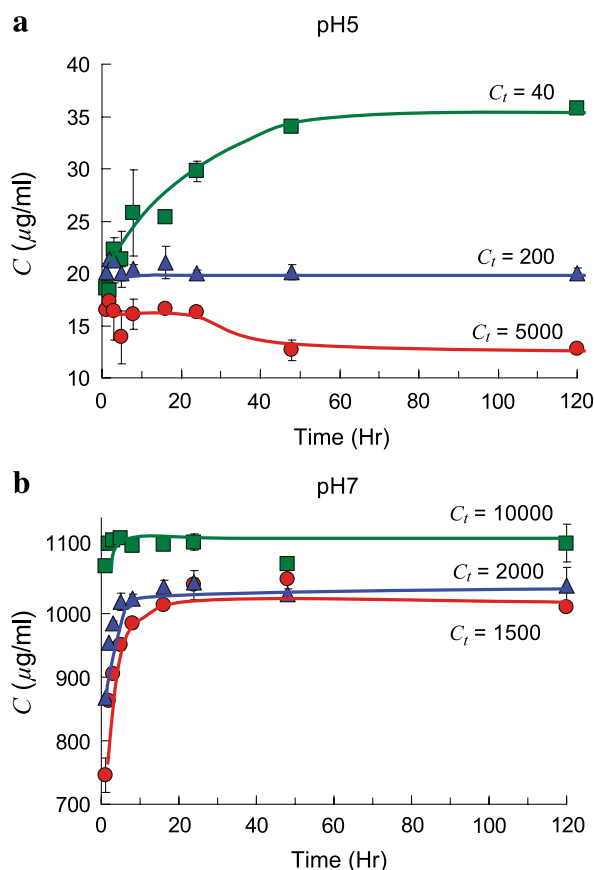 a
pH5
40
35
30
25
20
15
10
C (µg/ml)
Ct = 40
Ct = 200
Ct = 5000
0 20 40 60 80 100 120
Time (Hr)
b
pH7
1100
1000
900
800
700
C (µg/ml)
Ct = 10000
Ct = 2000
Ct = 1500
0 20 40 60 80 100 120
Time (Hr)